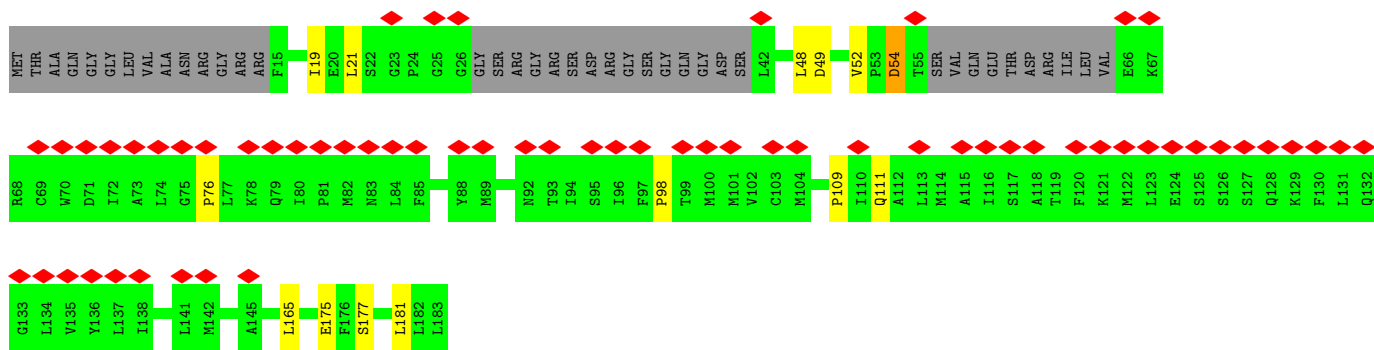 MET THR ALA GLN GLY GLY LEU VAL ALA ASN ARG GLY ARG ARG F15 I19 E20 L21 S22 G23 P24 G25 G26 GLY SER ARG GLY ARG SER ASP ARG GLY SER GLY GLN GLY ASP SER L42 L48 D49 V52 P53 D54 T55 SER VAL GLN GLU THR ASP ARG ILE LEU VAL E66 K67
R68 C69 W70 D71 I72 A73 L74 G75 P76 L77 K78 Q79 I80 P81 M82 N83 L84 F85 Y88 M89 N92 T93 I94 S95 I96 F97 P98 T99 M100 M101 V102 C103 M104 P109 I110 Q111 A112 L113 M114 A115 I116 S117 A118 T119 F120 K121 M122 L123 E124 S125 S126 S127 Q128 K129 F130 L131 Q132
G133 L134 V135 Y136 L137 I138 L141 M142 A145 L165 E175 F176 S177 L181 L182 L183